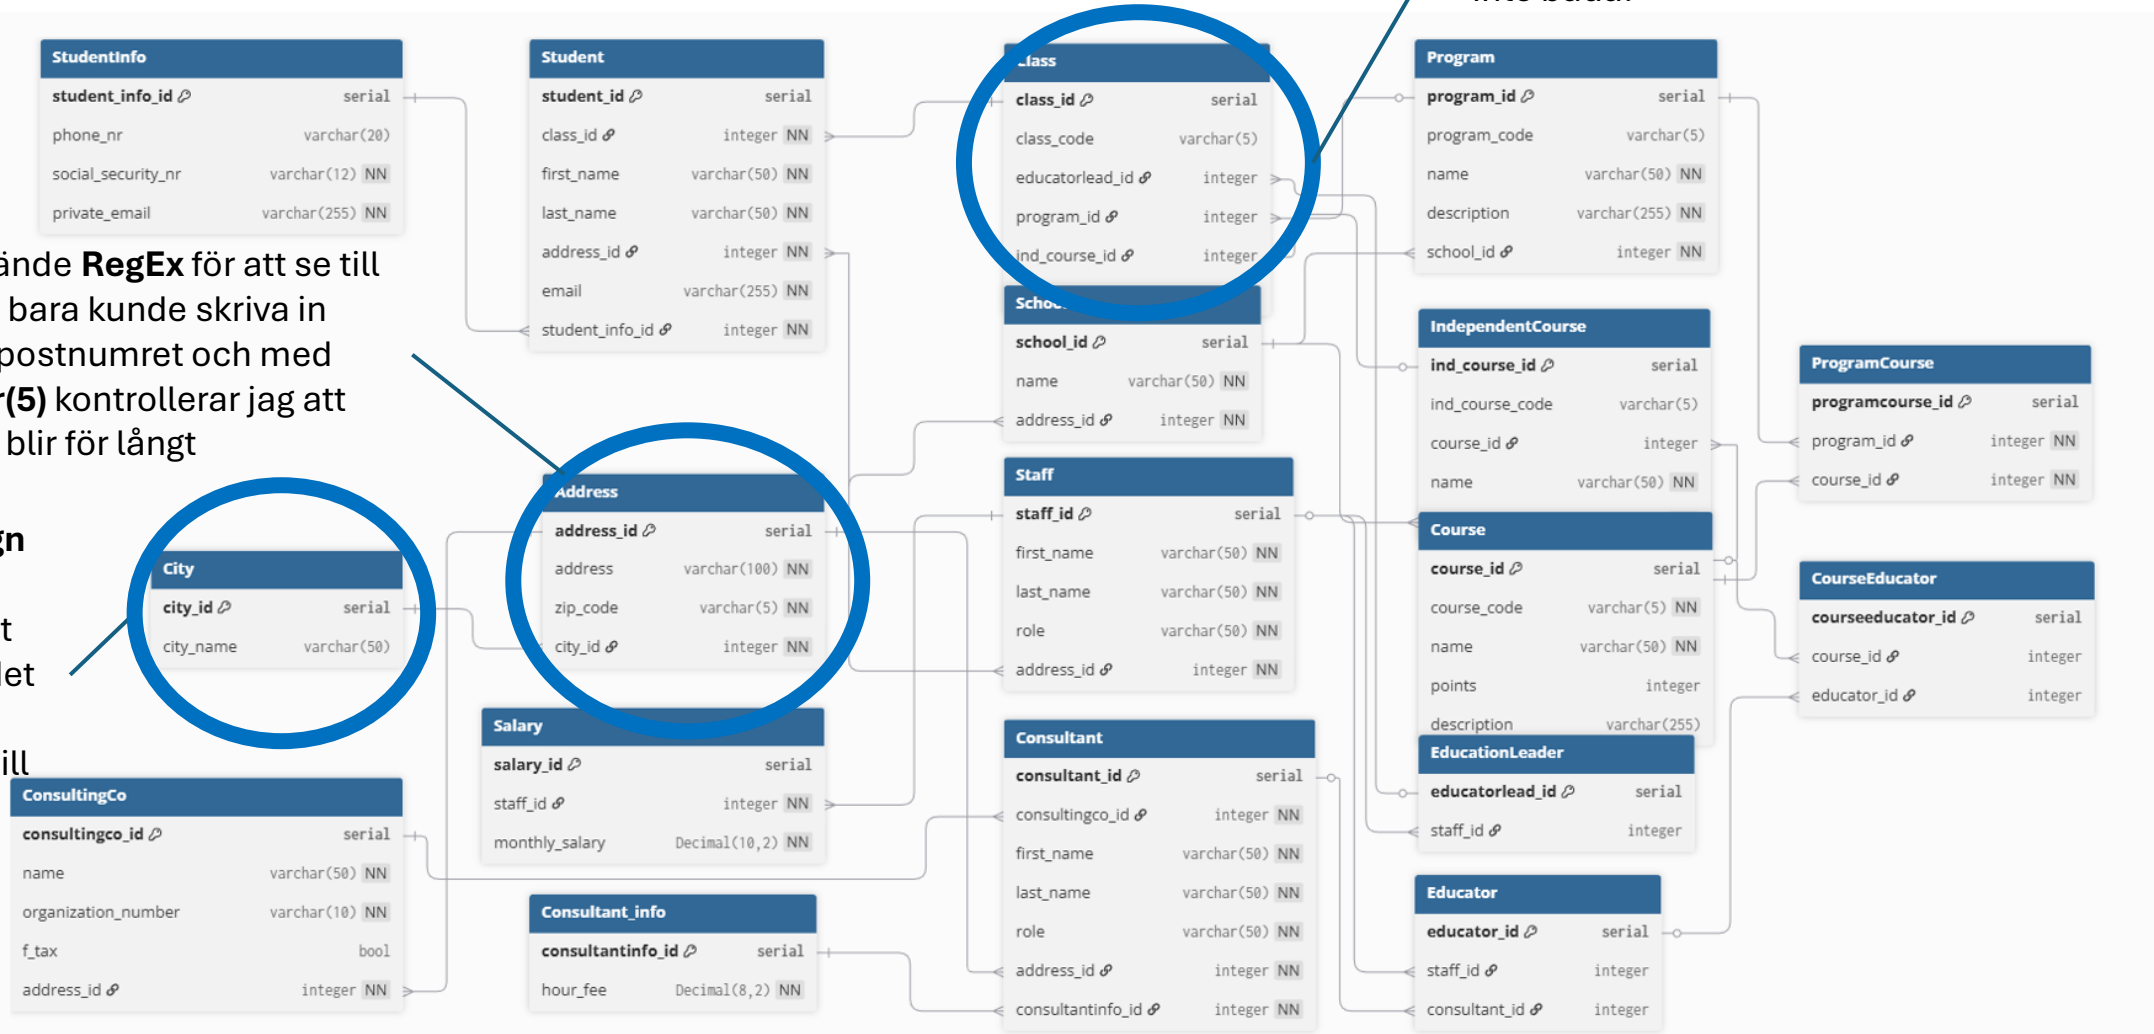 inte båda.
StudentInfo
student_info_id serial
phone_nr varchar(20)
social_security_nr varchar(12) NN
private_email varchar(255) NN
Student
student_id serial
class_id integer NN
first_name varchar(50) NN
last_name varchar(50) NN
address_id integer NN
email varchar(255) NN
student_info_id integer NN
Class
class_id serial
class_code varchar(5)
educatorlead_id integer
program_id integer
ind_course_id integer
Program
program_id serial
program_code varchar(5)
name varchar(50) NN
description varchar(255) NN
school_id integer NN
ände RegEx för att se till
bara kunde skriva in
postnumret och med
r(5) kontrollerar jag att
blir för långt
School
school_id serial
name varchar(50) NN
address_id integer NN
IndependentCourse
ind_course_id serial
ind_course_code varchar(5)
course_id integer
name varchar(50) NN
ProgramCourse
programcourse_id serial
program_id integer NN
course_id integer NN
gn
t
let
ill
City
city_id serial
city_name varchar(50)
Address
address_id serial
address varchar(100) NN
zip_code varchar(5) NN
city_id integer NN
Staff
staff_id serial
first_name varchar(50) NN
last_name varchar(50) NN
role varchar(50) NN
address_id integer NN
Course
course_id serial
course_code varchar(5) NN
name varchar(50) NN
points integer
description varchar(255)
CourseEducator
courseeducator_id serial
course_id integer
educator_id integer
Salary
salary_id serial
staff_id integer NN
monthly_salary Decimal(10,2) NN
ConsultingCo
consultingco_id serial
name varchar(50) NN
organization_number varchar(10) NN
f_tax bool
address_id integer NN
Consultant_info
consultantinfo_id serial
hour_fee Decimal(8,2) NN
Consultant
consultant_id serial
consultingco_id integer NN
first_name varchar(50) NN
last_name varchar(50) NN
role varchar(50) NN
address_id integer NN
consultantinfo_id integer NN
EducationLeader
educatorlead_id serial
staff_id integer
Educator
educator_id serial
staff_id integer
consultant_id integer